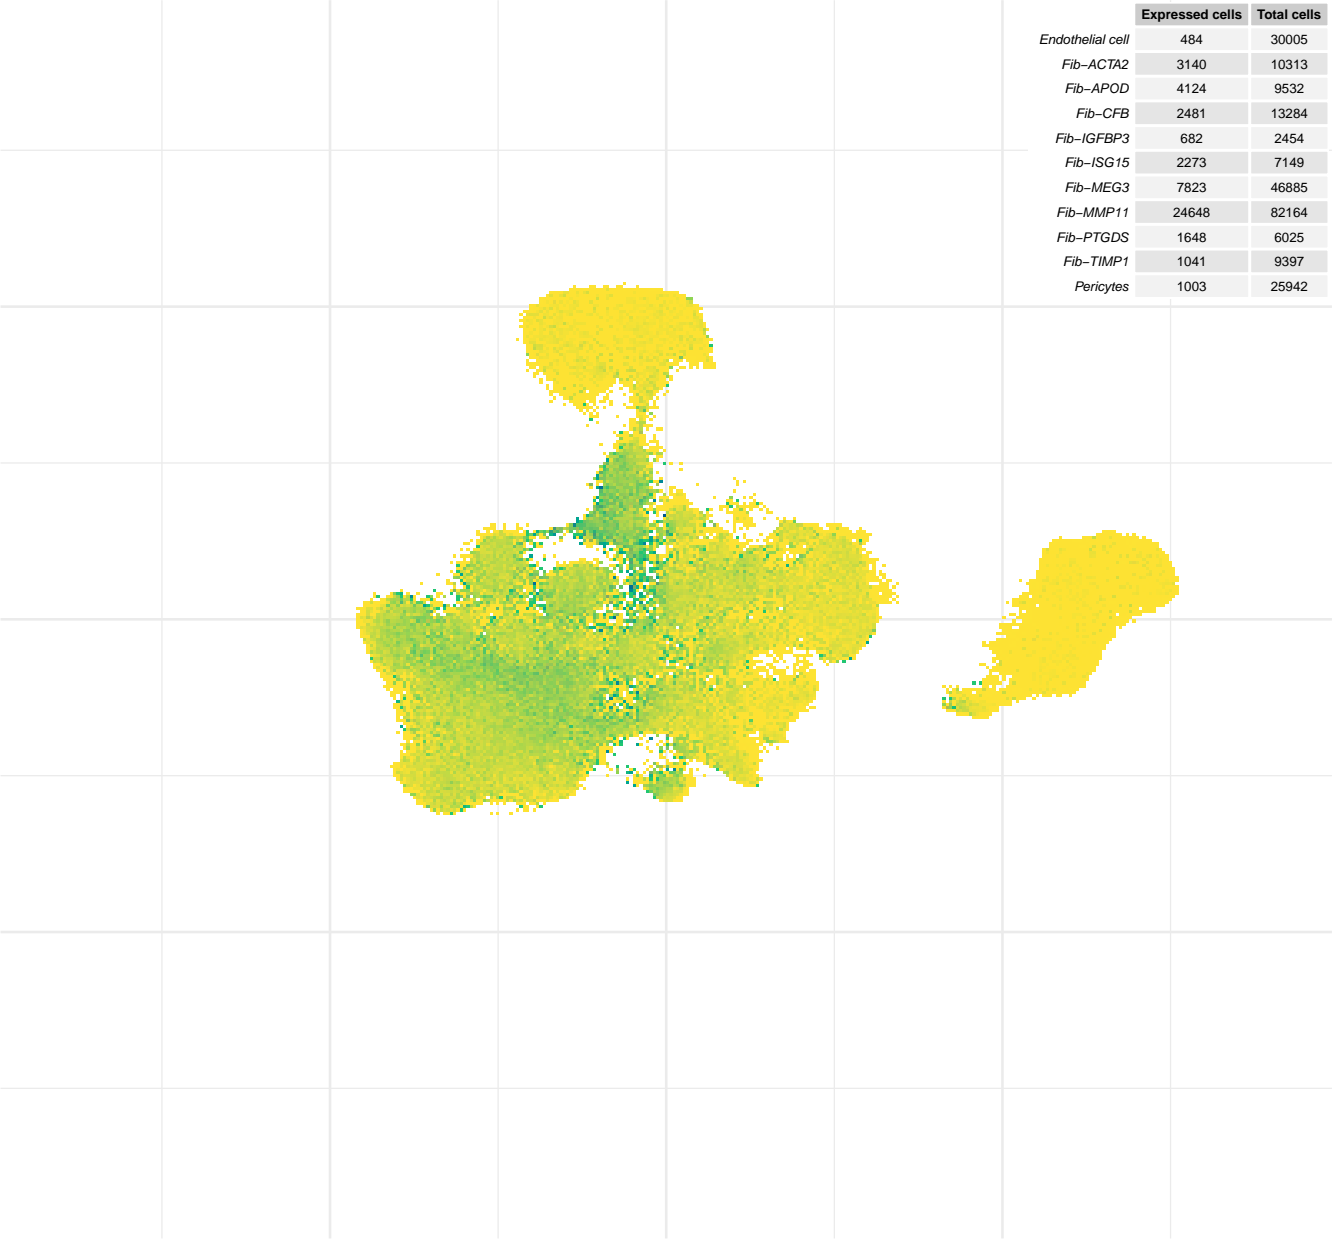 Expressed cells Total cells
Endothelial cell 484 30005
Fib−ACTA2 3140 10313
Fib−APOD 4124 9532
Fib−CFB 2481 13284
Fib−IGFBP3 682 2454
Fib−ISG15 2273 7149
Fib−MEG3 7823 46885
Fib−MMP11 24648 82164
Fib−PTGDS 1648 6025
Fib−TIMP1 1041 9397
Pericytes 1003 25942